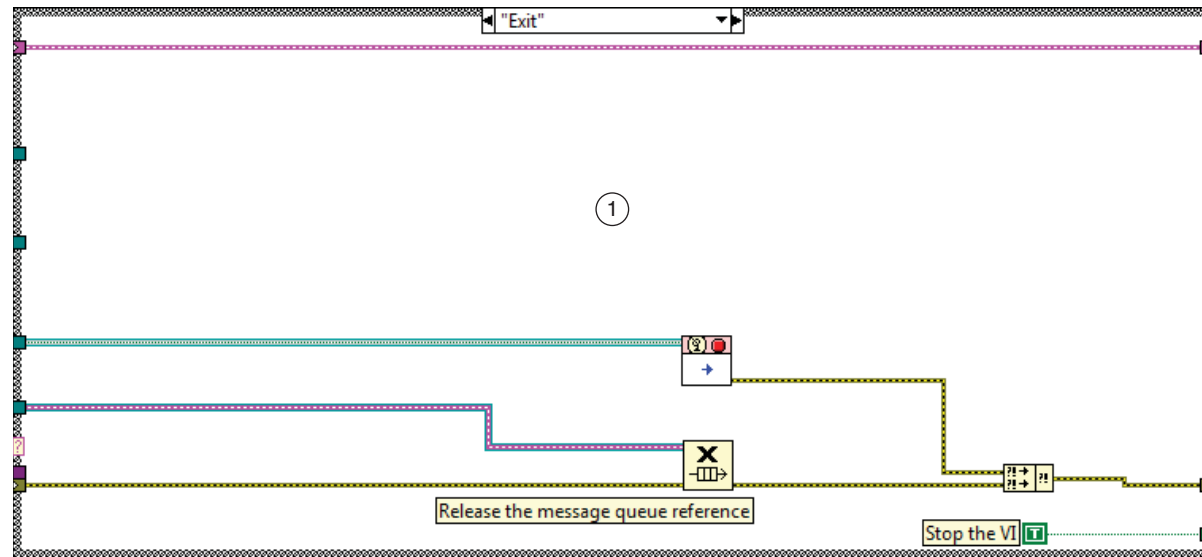 "Exit"
1
?
X
?!
?! ?!
Release the message queue reference
Stop the VI T